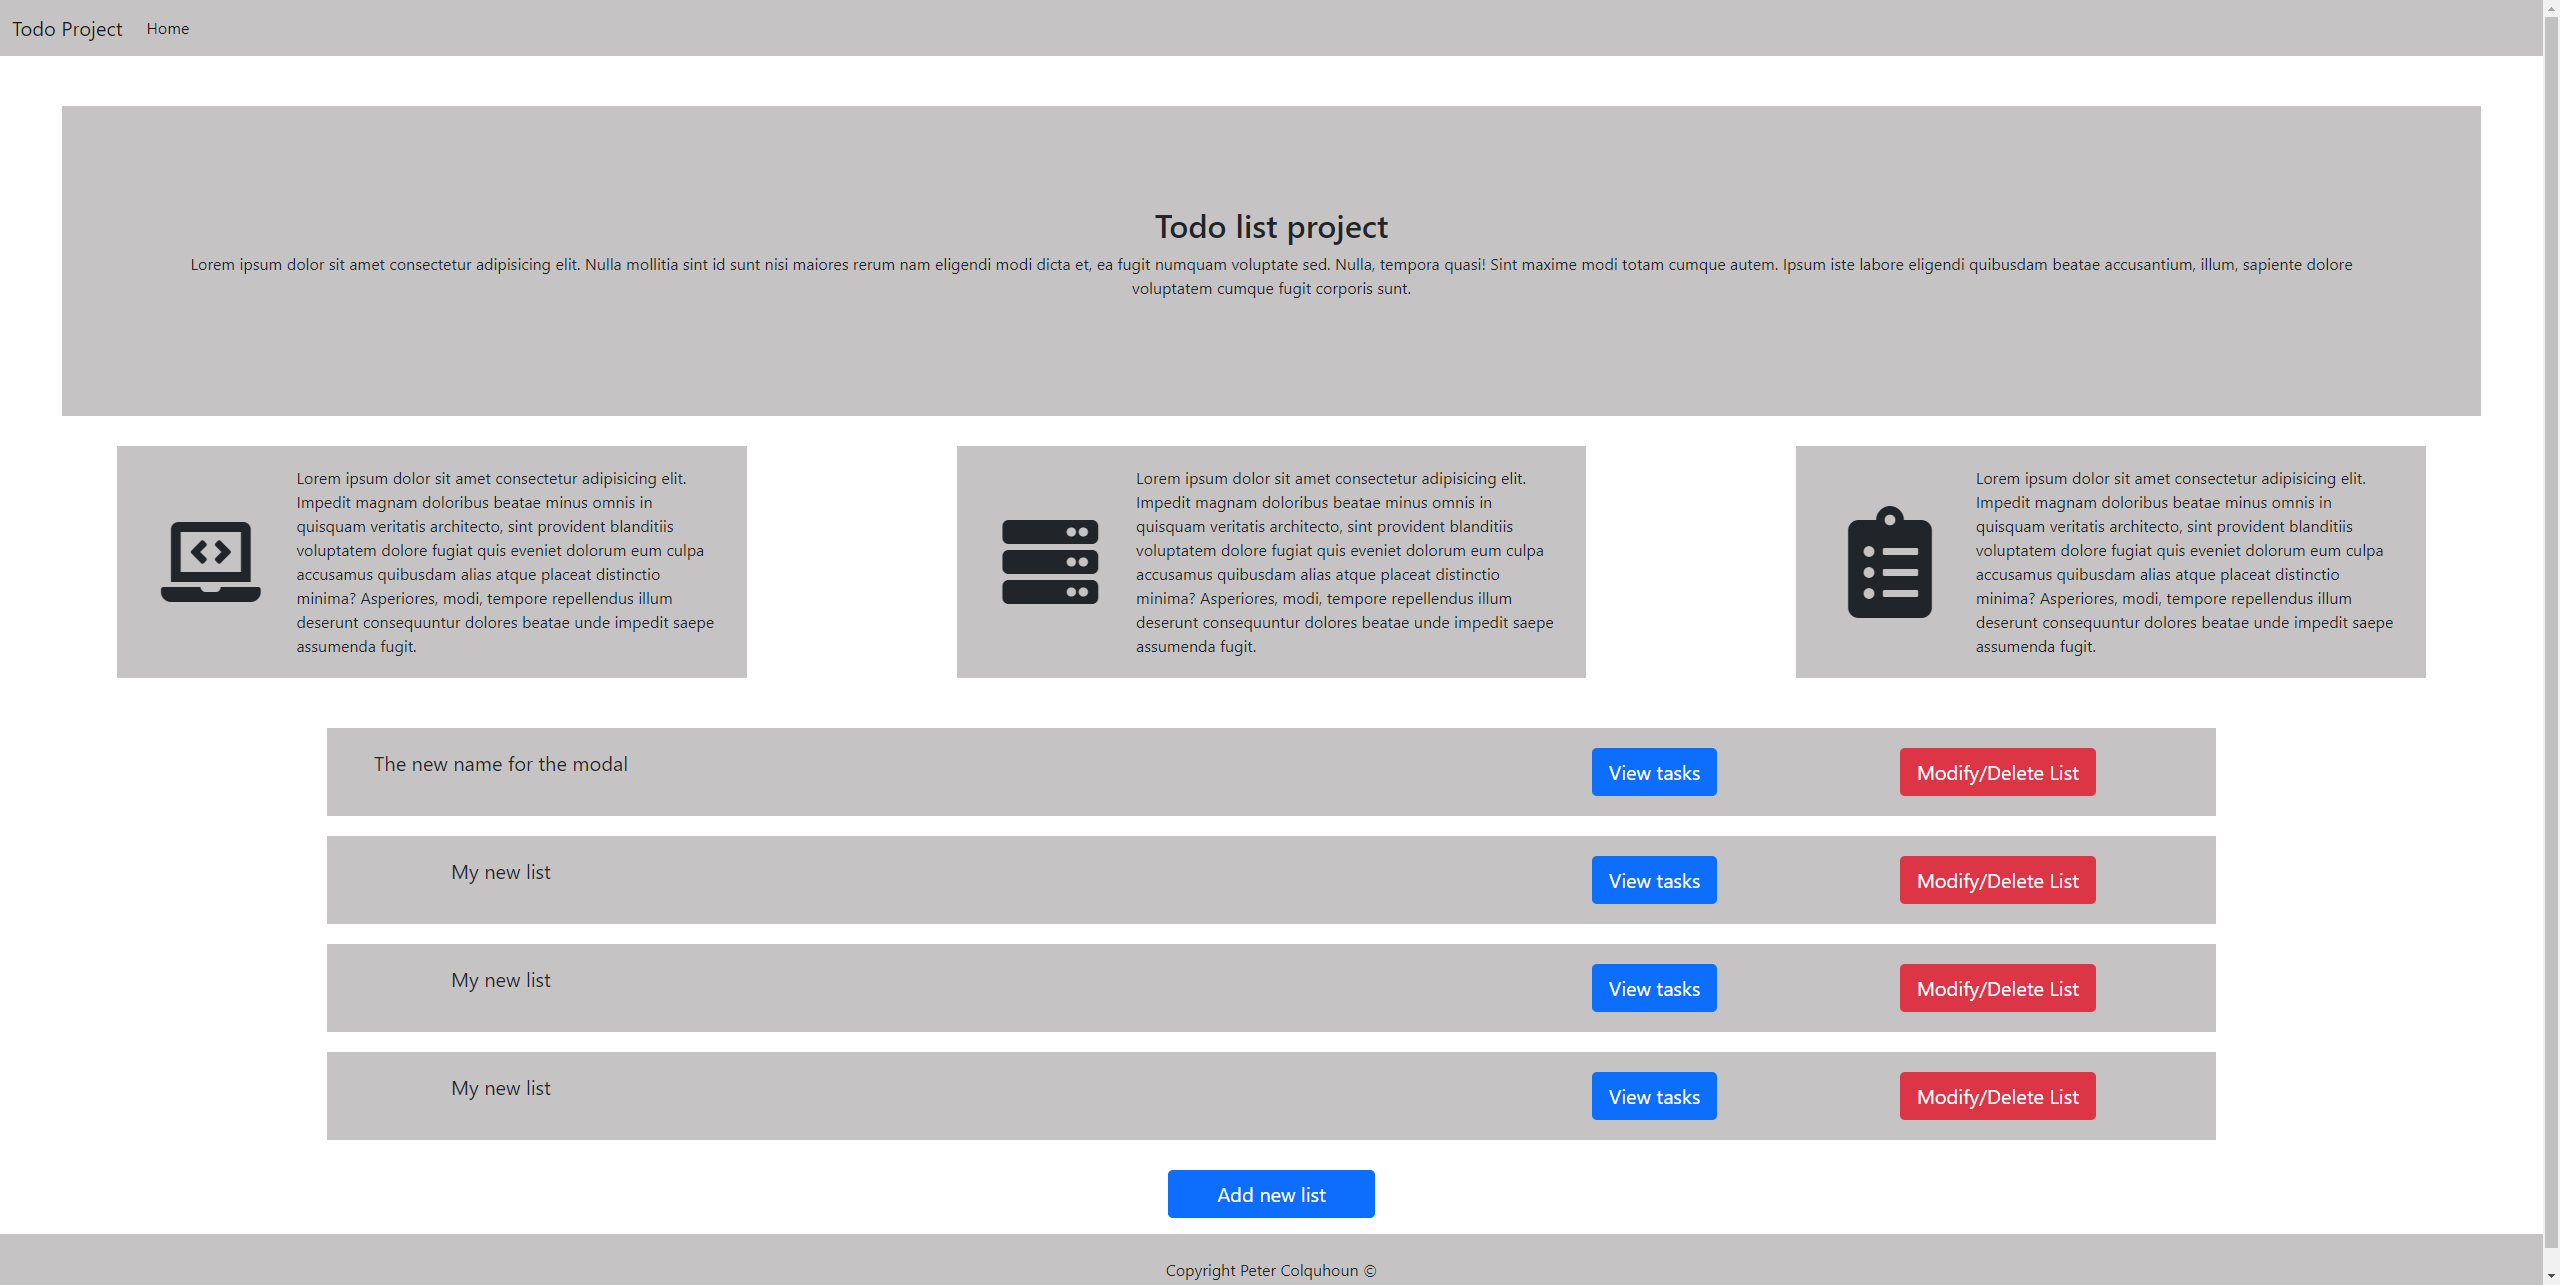 Todo Project Home
Todo list project
Lorem ipsum dolor sit amet consectetur adipisicing elit. Nulla mollitia sint id sunt nisi maiores rerum nam eligendi modi dicta et, ea fugit numquam voluptate sed. Nulla, tempora quasi! Sint maxime modi totam cumque autem. Ipsum iste labore eligendi quibusdam beatae accusantium, illum, sapiente dolore
voluptatem cumque fugit corporis sunt.
Lorem ipsum dolor sit amet consectetur adipisicing elit.
Impedit magnam doloribus beatae minus omnis in
quisquam veritatis architecto, sint provident blanditiis
voluptatem dolore fugiat quis eveniet dolorum eum culpa
accusamus quibusdam alias atque placeat distinctio
minima? Asperiores, modi, tempore repellendus illum
deserunt consequuntur dolores beatae unde impedit saepe
assumenda fugit.
Lorem ipsum dolor sit amet consectetur adipisicing elit.
Impedit magnam doloribus beatae minus omnis in
quisquam veritatis architecto, sint provident blanditiis
voluptatem dolore fugiat quis eveniet dolorum eum culpa
accusamus quibusdam alias atque placeat distinctio
minima? Asperiores, modi, tempore repellendus illum
deserunt consequuntur dolores beatae unde impedit saepe
assumenda fugit.
Lorem ipsum dolor sit amet consectetur adipisicing elit.
Impedit magnam doloribus beatae minus omnis in
quisquam veritatis architecto, sint provident blanditiis
voluptatem dolore fugiat quis eveniet dolorum eum culpa
accusamus quibusdam alias atque placeat distinctio
minima? Asperiores, modi, tempore repellendus illum
deserunt consequuntur dolores beatae unde impedit saepe
assumenda fugit.
The new name for the modal View tasks Modify/Delete List
My new list View tasks Modify/Delete List
My new list View tasks Modify/Delete List
My new list View tasks Modify/Delete List
Add new list
Copyright Peter Colquhoun ©